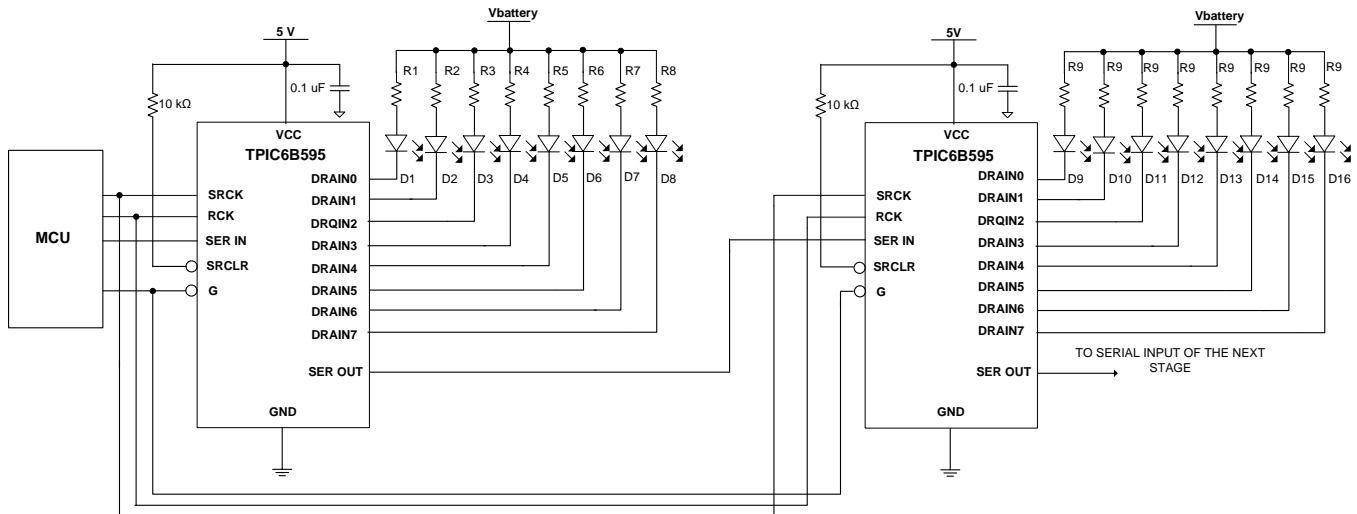 Vbattery
5 V
R1 R2 R3 R4 R5 R6 R7 R8
0.1 uF
10 kΩ
VCC
TPIC6B595
DRAIN0
DRAIN1
DRQIN2
DRAIN3
DRAIN4
DRAIN5
DRAIN6
DRAIN7
SER OUT
GND
SRCK
RCK
SER IN
SRCLR
G
D1 D2 D3 D4 D5 D6 D7 D8
MCU
Vbattery
5V
R9 R9 R9 R9 R9 R9 R9 R9
0.1 uF
10 kΩ
VCC
TPIC6B595
DRAIN0
DRAIN1
DRQIN2
DRAIN3
DRAIN4
DRAIN5
DRAIN6
DRAIN7
SER OUT
GND
SRCK
RCK
SER IN
SRCLR
G
D9 D10 D11 D12 D13 D14 D15 D16
TO SERIAL INPUT OF THE NEXT
STAGE